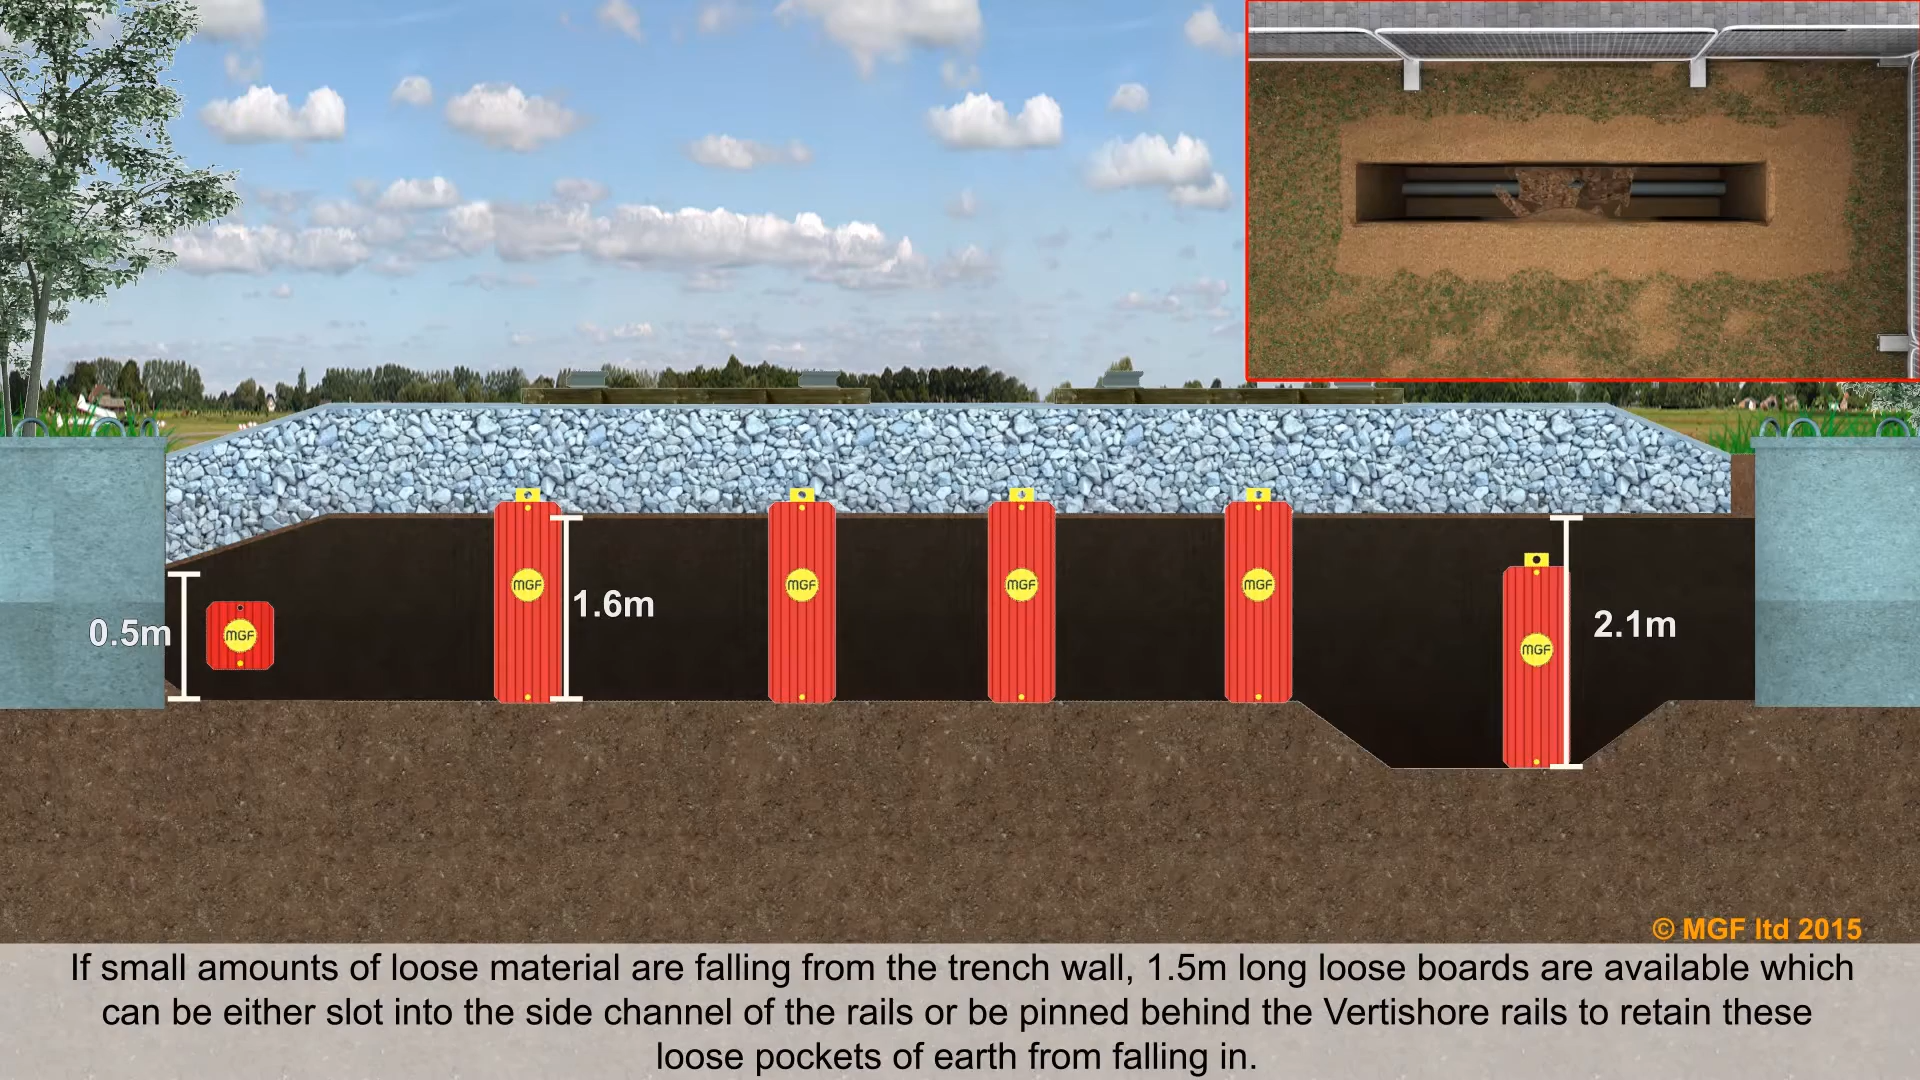 MGF
MGF
MGF
MGF
MGF
MGF
0.5m
1.6m
2.1m
© MGF ltd 2015
If small amounts of loose material are falling from the trench wall, 1.5m long loose boards are available which
can be either slot into the side channel of the rails or be pinned behind the Vertishore rails to retain these
loose pockets of earth from falling in.